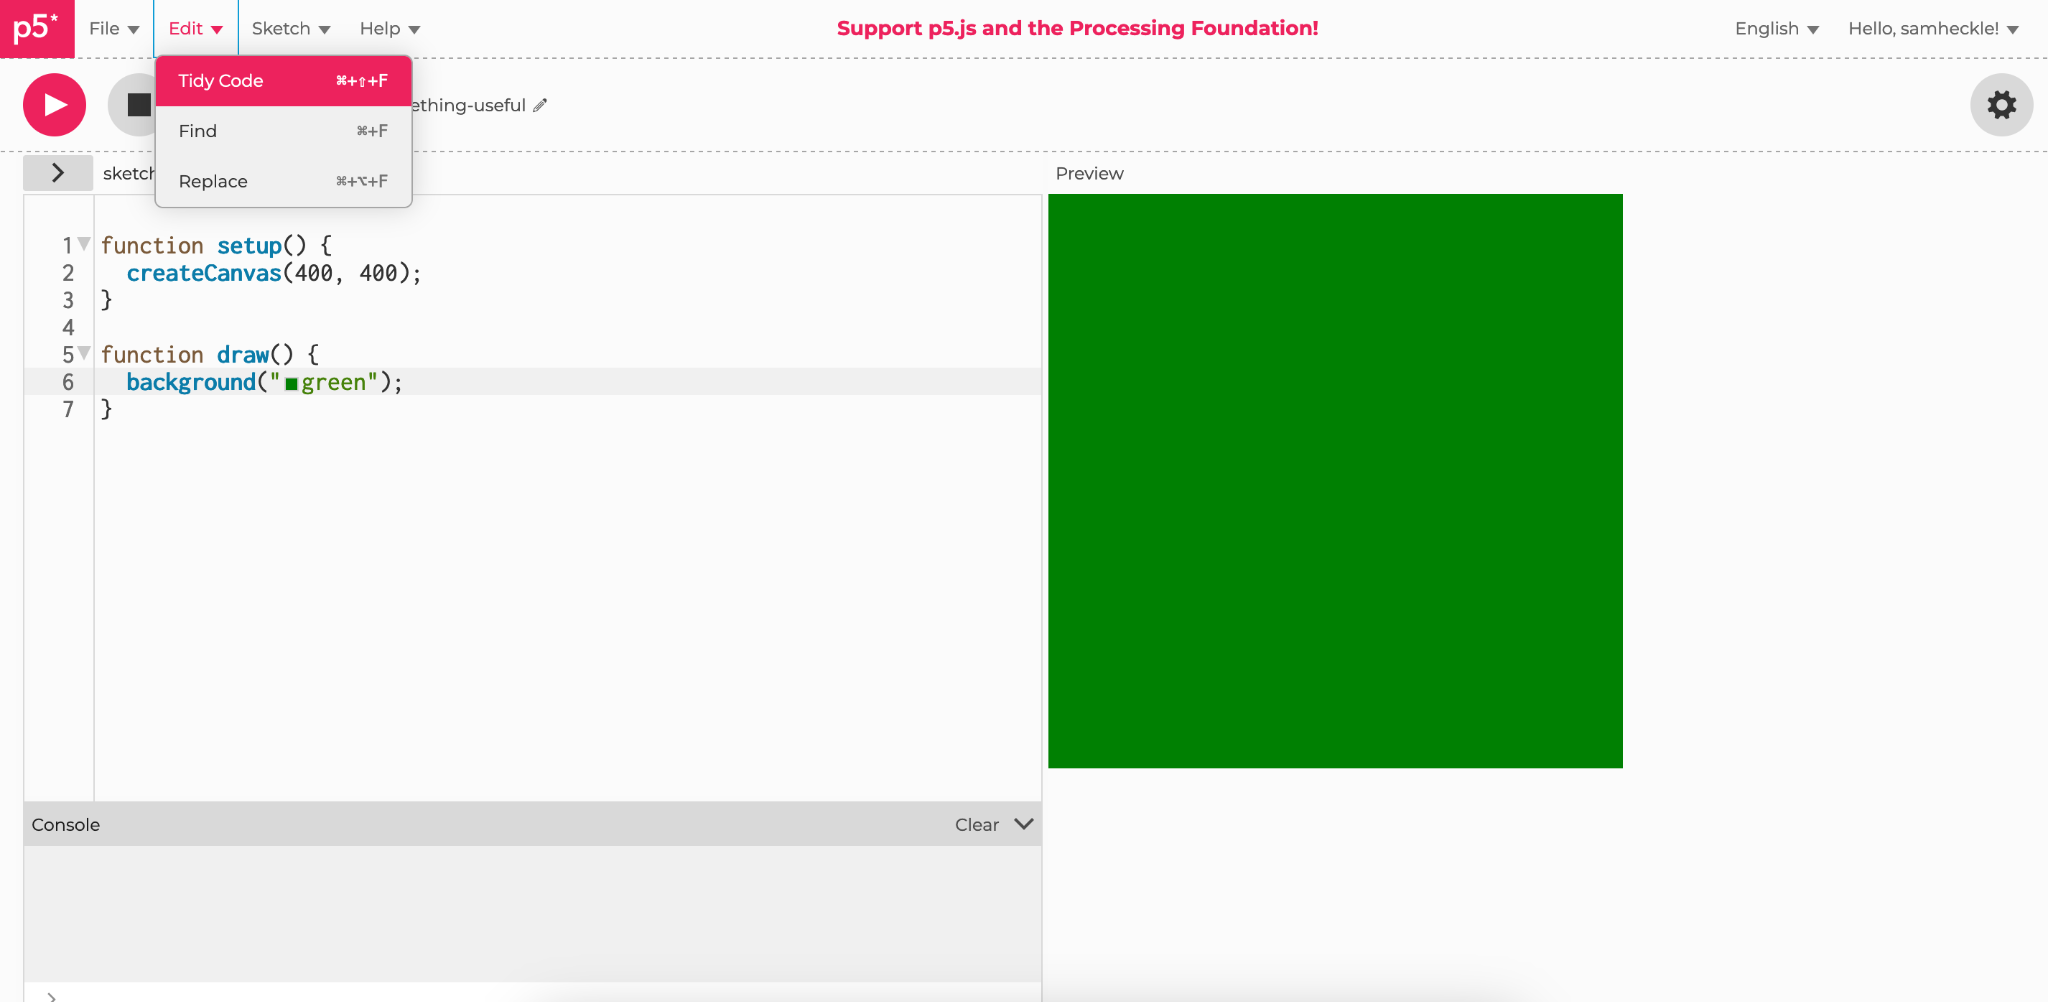 p5* File Edit Sketch Help Support p5.js and the Processing Foundation! English Hello, samheckle!
Tidy Code ⌘+⇧+F
ething-useful
Find ⌘+F
sketch
Replace ⌘+⌥+F
Preview
1 function setup() {
2 createCanvas(400, 400);
3 }
4
5 function draw() {
6 background("green");
7 }
Console Clear
>